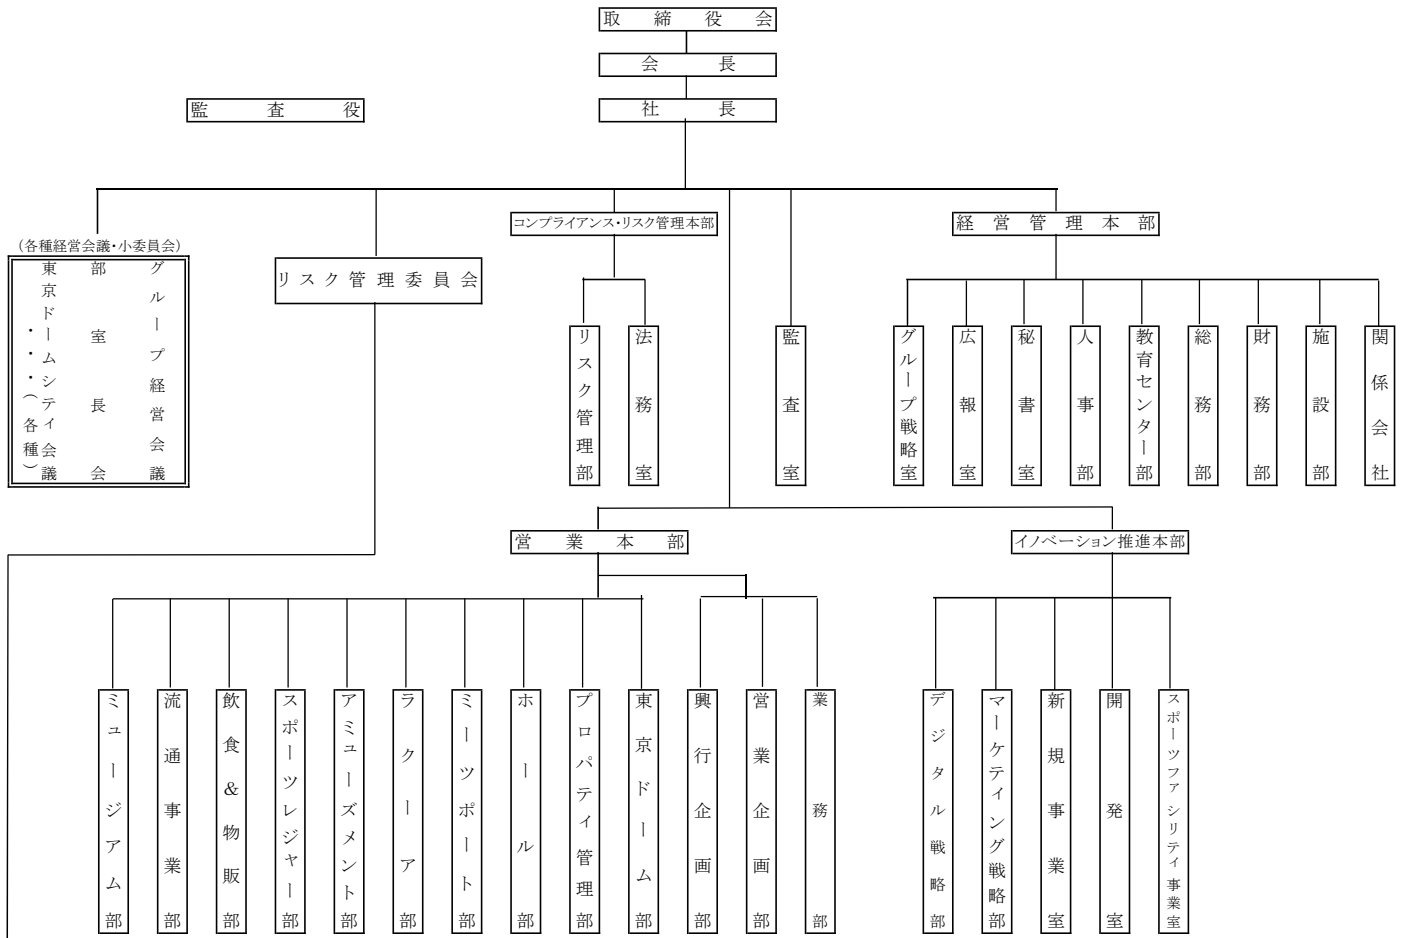 取締役会
会長
社長
監査役
コンプライアンス・リスク管理本部
経営管理本部
(各種経営会議・小委員会)
グループ経営会議
部室長会
東京ドームシティ会議
・・・(各種)
リスク管理委員会
リスク管理部
法務室
監査室
グループ戦略室
広報室
秘書室
人事部
教育センター部
総務部
財務部
施設部
関係会社
営業本部
イノベーション推進本部
ミュージアム部
流通事業部
飲食&物販部
スポーツレジャー部
アミューズメント部
ラクーア部
ミーツポート部
ホール部
プロパティ管理部
東京ドーム部
興行企画部
営業企画部
業務部
デジタル戦略部
マーケティング戦略部
新規事業室
開発室
スポーツファシリティ事業室